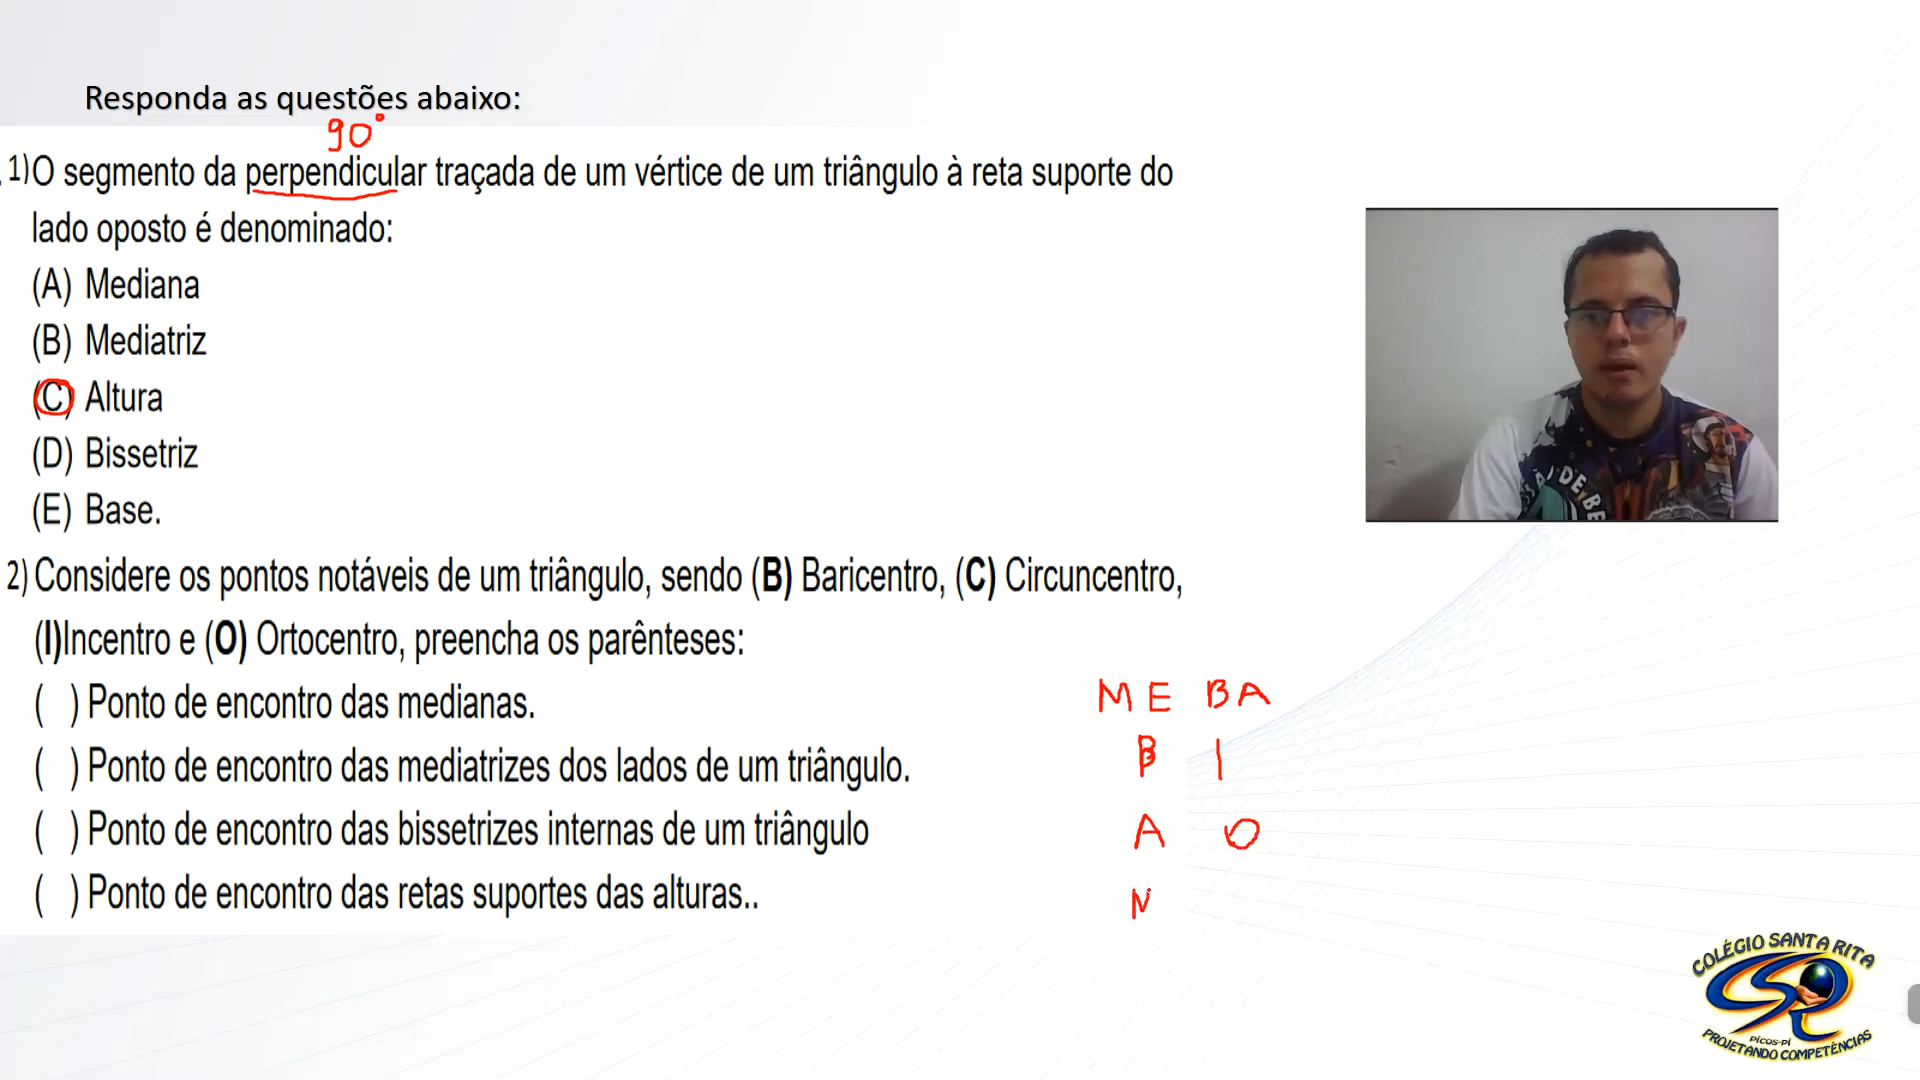 Responda as questões abaixo:
90°
1) O segmento da perpendicular traçada de um vértice de um triângulo à reta suporte do
lado oposto é denominado:
(A) Mediana
(B) Mediatriz
(C) Altura
(D) Bissetriz
(E) Base.
2) Considere os pontos notáveis de um triângulo, sendo (B) Baricentro, (C) Circuncentro,
(I)Incentro e (O) Ortocentro, preencha os parênteses:
( ) Ponto de encontro das medianas.
( ) Ponto de encontro das mediatrizes dos lados de um triângulo.
( ) Ponto de encontro das bissetrizes internas de um triângulo
( ) Ponto de encontro das retas suportes das alturas..
ME BA
B I
A O
DE BE
COLÉGIO SANTA RITA
PICOS-PI
PROJETANDO COMPETÊNCIAS